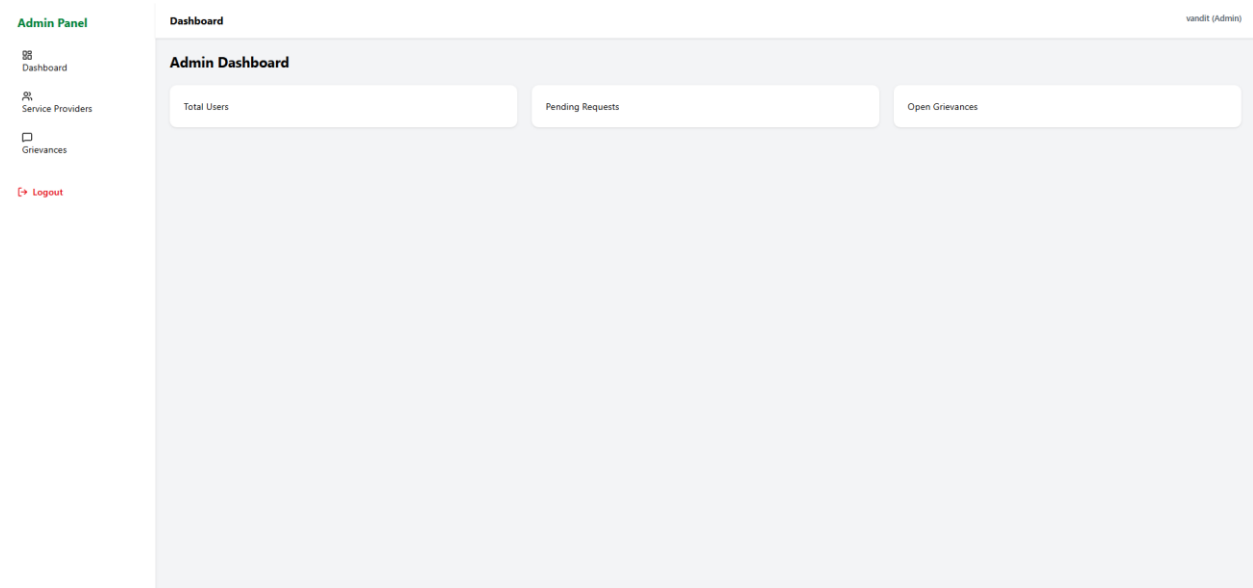 Admin Panel
Dashboard
Service Providers
Grievances
Logout
Dashboard
vandit (Admin)
Admin Dashboard
Total Users
Pending Requests
Open Grievances